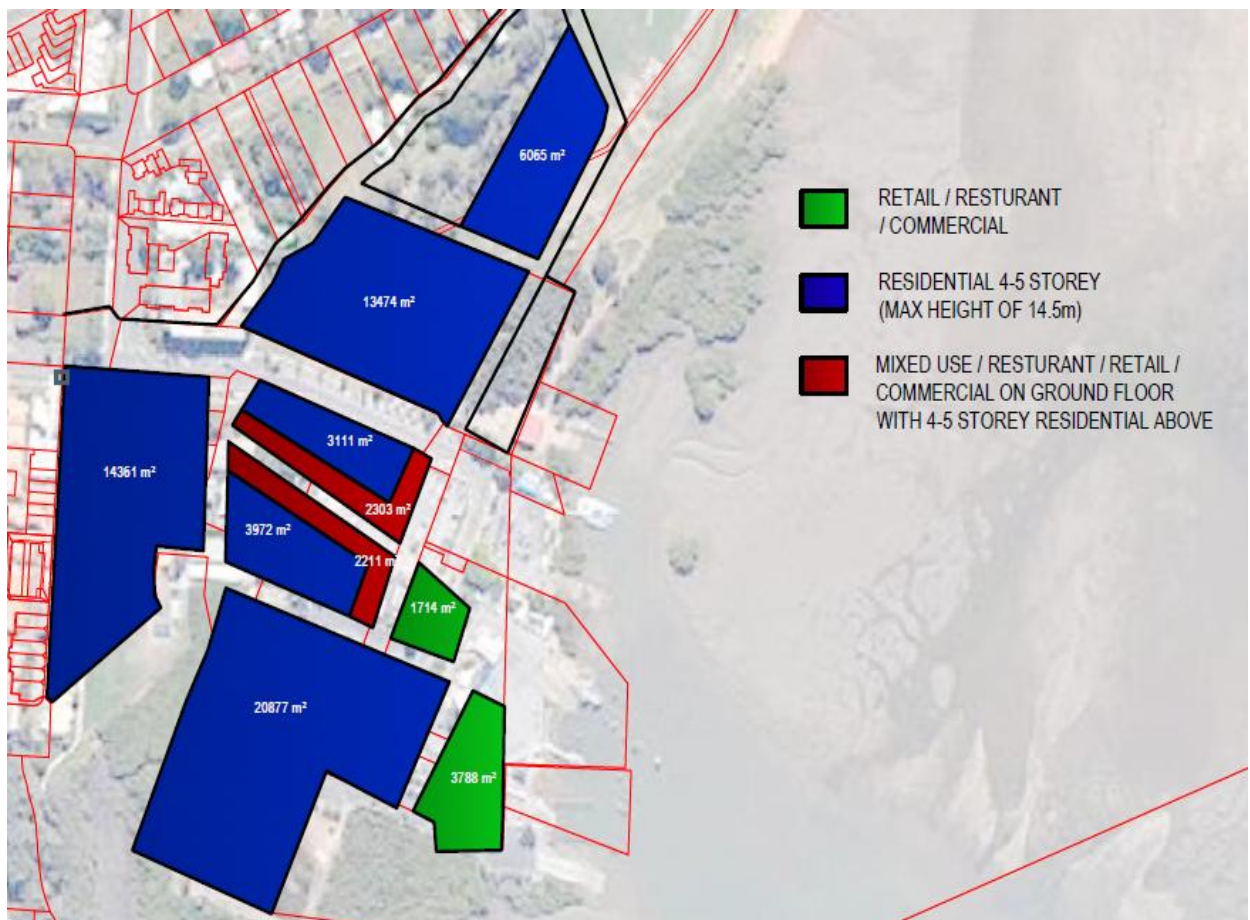 6065 m²
RETAIL / RESTURANT
/ COMMERCIAL
13474 m²
RESIDENTIAL 4-5 STOREY
(MAX HEIGHT OF 14.5m)
MIXED USE / RESTURANT / RETAIL /
COMMERCIAL ON GROUND FLOOR
WITH 4-5 STOREY RESIDENTIAL ABOVE
3111 m²
14361 m²
2303 m²
3972 m²
2211 m²
1714 m²
20877 m²
3788 m²